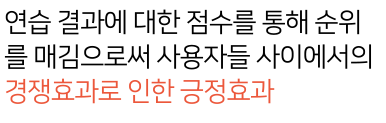 연습 결과에 대한 점수를 통해 순위
를 매김으로써 사용자들 사이에서의
경쟁효과로 인한 긍정효과